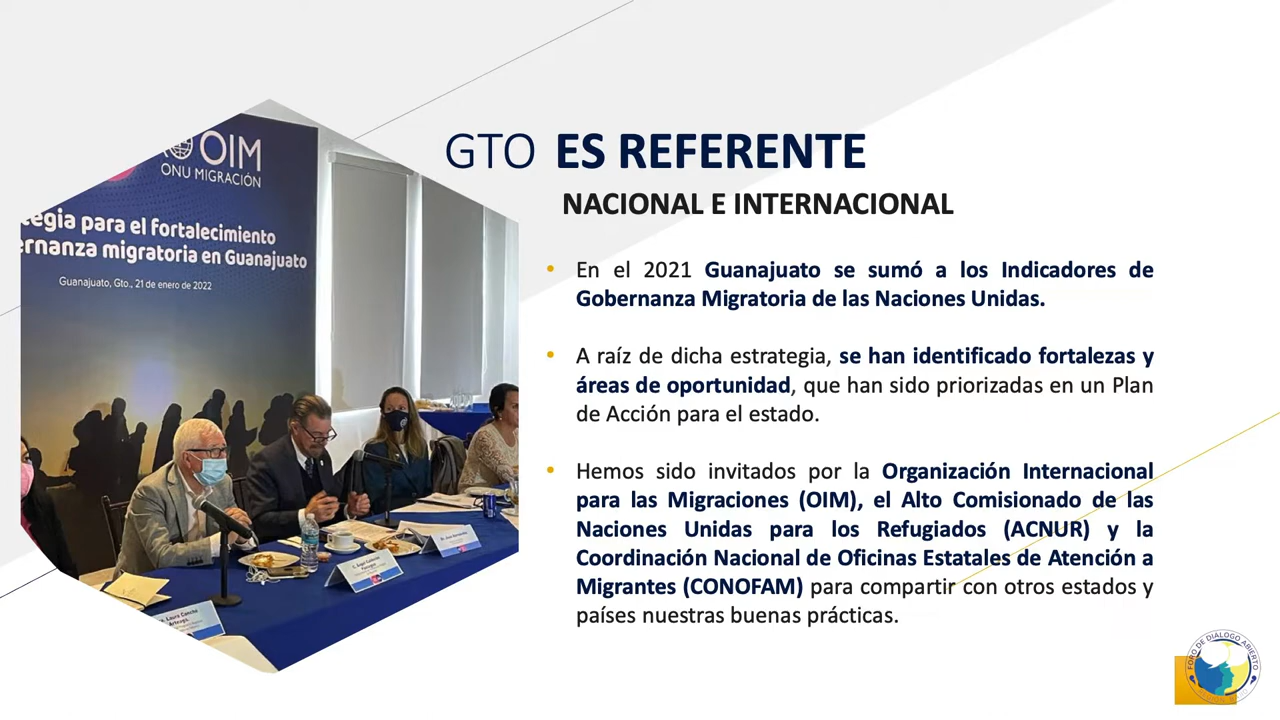 OIM
ONU MIGRACIÓN
tegia para el fortalecimiento
ernanza migratoria en Guanajuato
Guanajuato, Gto., 21 de enero de 2022
GTO ES REFERENTE
NACIONAL E INTERNACIONAL
• En el 2021 Guanajuato se sumó a los Indicadores de
Gobernanza Migratoria de las Naciones Unidas.
• A raíz de dicha estrategia, se han identificado fortalezas y
áreas de oportunidad, que han sido priorizadas en un Plan
de Acción para el estado.
• Hemos sido invitados por la Organización Internacional
para las Migraciones (OIM), el Alto Comisionado de las
Naciones Unidas para los Refugiados (ACNUR) y la
Coordinación Nacional de Oficinas Estatales de Atención a
Migrantes (CONOFAM) para compartir con otros estados y
países nuestras buenas prácticas.
Laura Cancho
FORO DE DIALOGO ABIERTO